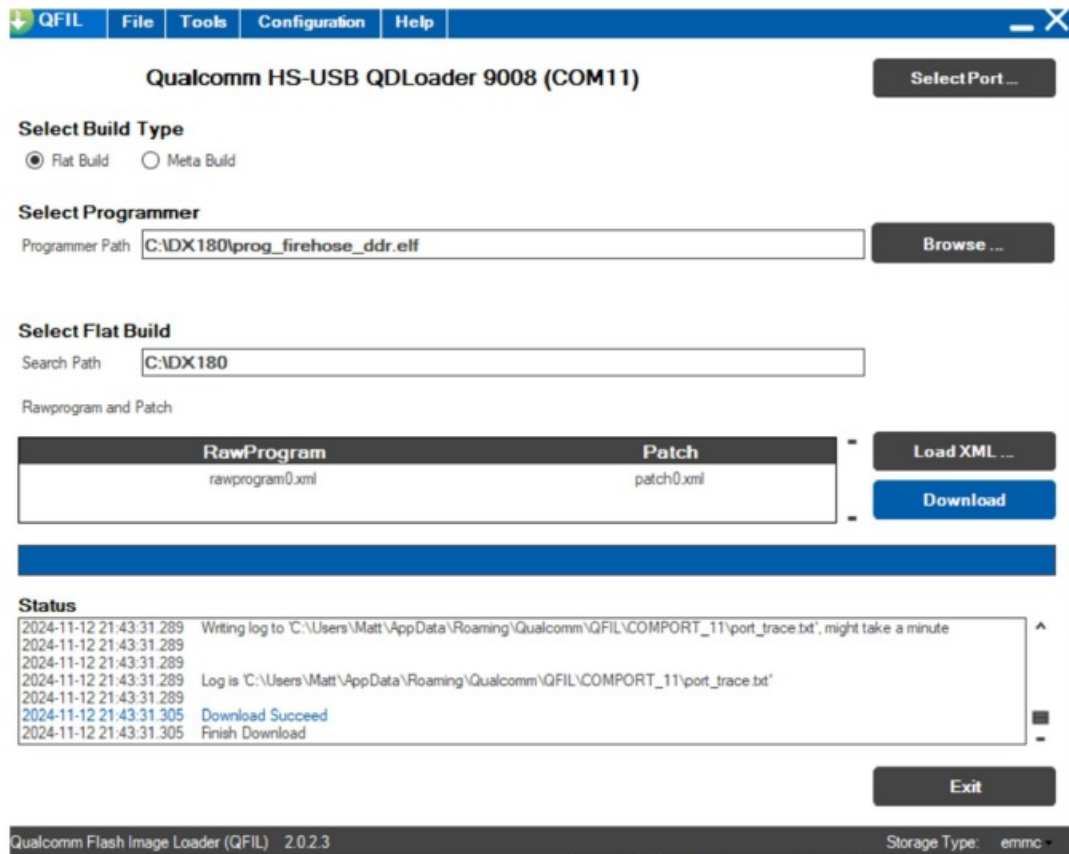 QFIL File Tools Configuration Help
Qualcomm HS-USB QDLoader 9008 (COM11)
Select Port ...
Select Build Type
Flat Build Meta Build
Select Programmer
Programmer Path C:\DX180\prog_firehose_ddr.elf Browse ...
Select Flat Build
Search Path C:\DX180
Rawprogram and Patch
RawProgram Patch
Load XML ...
rawprogram0.xml patch0.xml
Download
Status
2024-11-12 21:43:31.289 Writing log to 'C:\Users\Matt\AppData\Roaming\Qualcomm\QFIL\COMPORT_11\port_trace.txt', might take a minute
2024-11-12 21:43:31.289
2024-11-12 21:43:31.289
2024-11-12 21:43:31.289 Log is 'C:\Users\Matt\AppData\Roaming\Qualcomm\QFIL\COMPORT_11\port_trace.txt'
2024-11-12 21:43:31.289
2024-11-12 21:43:31.305 Download Succeed
2024-11-12 21:43:31.305 Finish Download
Exit
Qualcomm Flash Image Loader (QFIL) 2.0.2.3 Storage Type: emmc